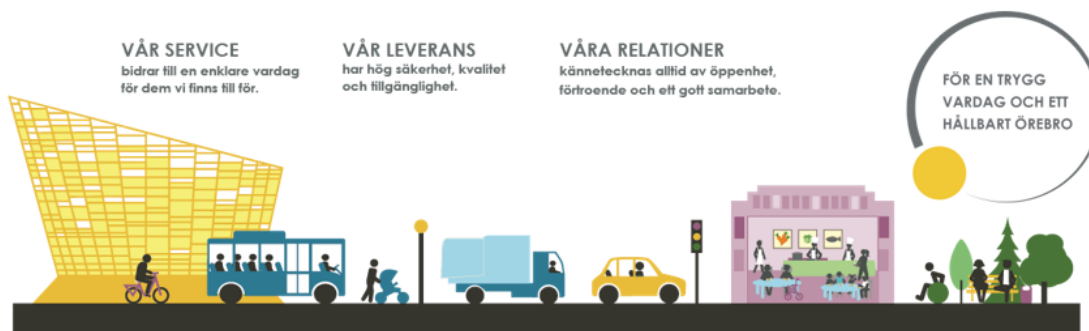 VÅR SERVICE
bidrar till en enklare vardag
för dem vi finns till för.
VÅR LEVERANS
har hög säkerhet, kvalitet
och tillgänglighet.
VÅRA RELATIONER
kännetecknas alltid av öppenhet,
förtroende och ett gott samarbete.
FÖR EN TRYGG
VARDAG OCH ETT
HÅLLBART ÖREBRO